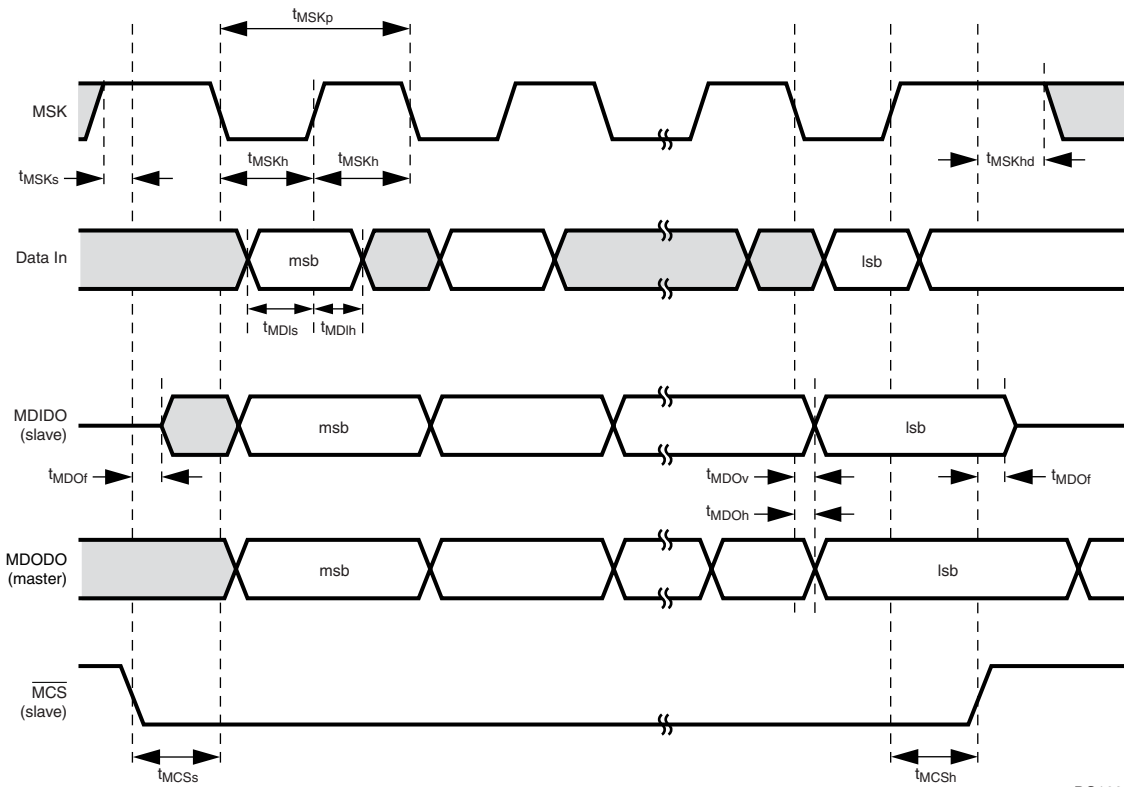 tMSKp
MSK
tMSKh
tMSKh
tMSKs
tMSKhd
Data In
msb
lsb
tMDIs
tMDIh
MDIDO
(slave)
msb
lsb
tMDOf
tMDOv
tMDOf
tMDOh
MDODO
(master)
msb
lsb
MCS
(slave)
tMCSs
tMCSh